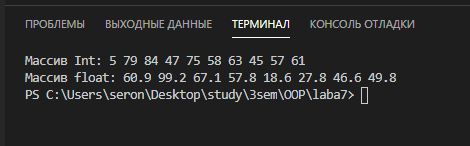 ПРОБЛЕМЫ ВЫХОДНЫЕ ДАННЫЕ ТЕРМИНАЛ КОНСОЛЬ ОТЛАДКИ
Массив Int: 5 79 84 47 75 58 63 45 57 61
Массив float: 60.9 99.2 67.1 57.8 18.6 27.8 46.6 49.8
PS C:\Users\seron\Desktop\study\3sem\OOP\laba7>